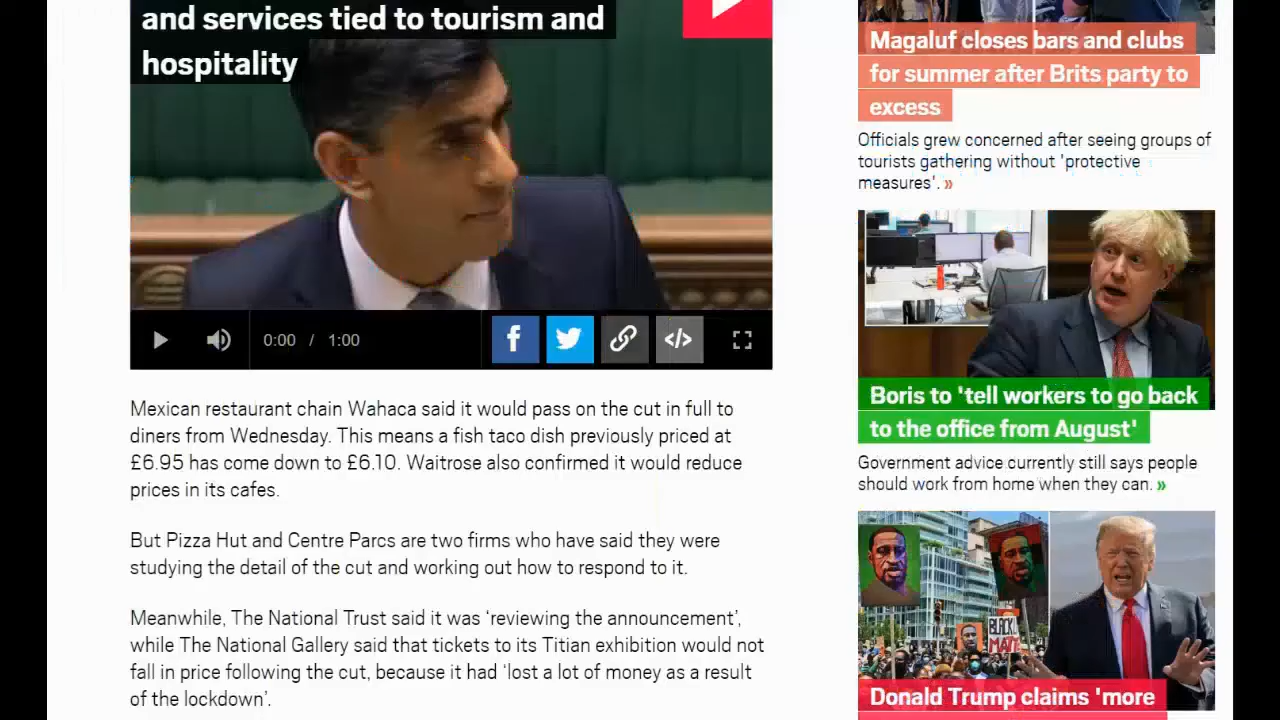 and services tied to tourism and
hospitality
0:00 / 1:00
Mexican restaurant chain Wahaca said it would pass on the cut in full to
diners from Wednesday. This means a fish taco dish previously priced at
£6.95 has come down to £6.10. Waitrose also confirmed it would reduce
prices in its cafes.
But Pizza Hut and Centre Parcs are two firms who have said they were
studying the detail of the cut and working out how to respond to it.
Meanwhile, The National Trust said it was ‘reviewing the announcement’,
while The National Gallery said that tickets to its Titian exhibition would not
fall in price following the cut, because it had ‘lost a lot of money as a result
of the lockdown’.
Magaluf closes bars and clubs
for summer after Brits party to
excess
Officials grew concerned after seeing groups of
tourists gathering without 'protective
measures'. »
Boris to 'tell workers to go back
to the office from August'
Government advice currently still says people
should work from home when they can. »
BLACK
MATT
Donald Trump claims 'more